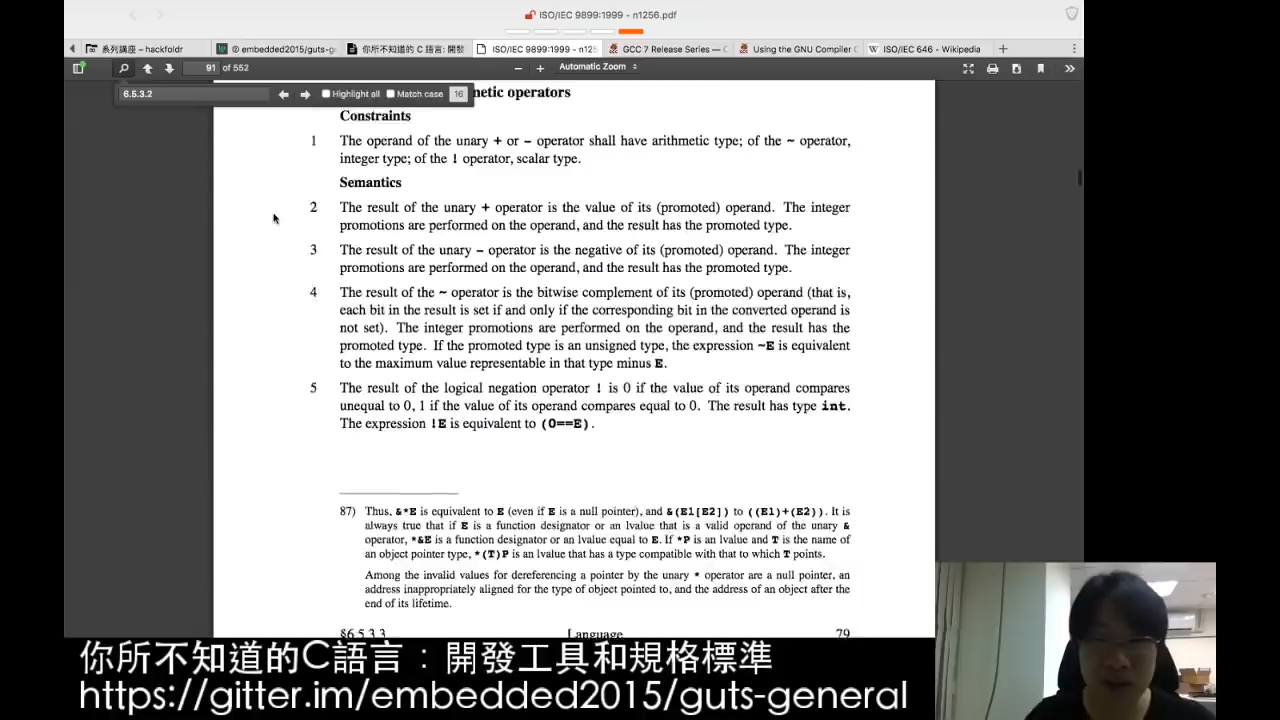 ISO/IEC 9899:1999 - n1256.pdf
系列講座 – hackfoldr
@ embedded2015/guts-g
你所不知道的 C 語言: 開發
ISO/IEC 9899:1999 - n125
GCC 7 Release Series —
Using the GNU Compiler C
ISO/IEC 646 - Wikipedia
91 of 552
Automatic Zoom
6.5.3.2
Highlight all
Match case
16
netic operators
Constraints
1 The operand of the unary + or - operator shall have arithmetic type; of the ~ operator,
integer type; of the ! operator, scalar type.
Semantics
2 The result of the unary + operator is the value of its (promoted) operand. The integer
promotions are performed on the operand, and the result has the promoted type.
3 The result of the unary - operator is the negative of its (promoted) operand. The integer
promotions are performed on the operand, and the result has the promoted type.
4 The result of the ~ operator is the bitwise complement of its (promoted) operand (that is,
each bit in the result is set if and only if the corresponding bit in the converted operand is
not set). The integer promotions are performed on the operand, and the result has the
promoted type. If the promoted type is an unsigned type, the expression ~E is equivalent
to the maximum value representable in that type minus E.
5 The result of the logical negation operator ! is 0 if the value of its operand compares
unequal to 0, 1 if the value of its operand compares equal to 0. The result has type int.
The expression !E is equivalent to (0==E).
87) Thus, &*E is equivalent to E (even if E is a null pointer), and &(E1[E2]) to ((E1)+(E2)). It is
always true that if E is a function designator or an lvalue that is a valid operand of the unary &
operator, *&E is a function designator or an lvalue equal to E. If *P is an lvalue and T is the name of
an object pointer type, *(T)P is an lvalue that has a type compatible with that to which T points.
Among the invalid values for dereferencing a pointer by the unary * operator are a null pointer, an
address inappropriately aligned for the type of object pointed to, and the address of an object after the
end of its lifetime.
§6.5.3.3 Language 79
你所不知道的C語言：開發工具和規格標準
https://gitter.im/embedded2015/guts-general